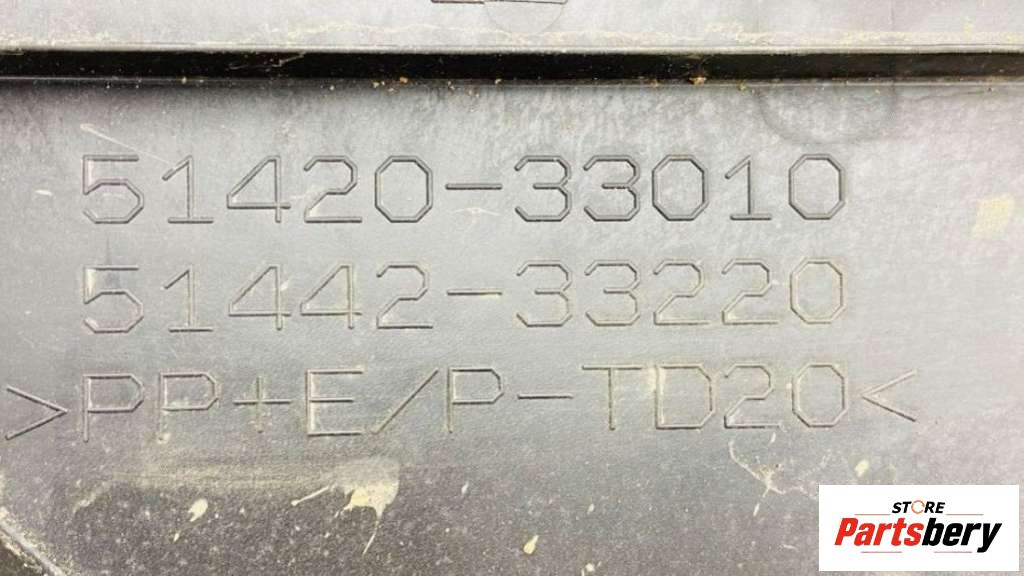 51420-33010
51442-33220
>PP+E/P-TD20<
STORE
Partsbery